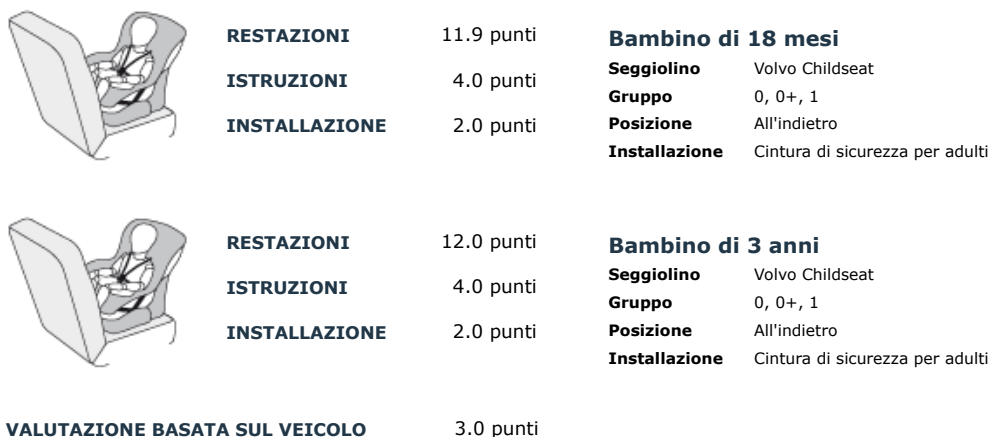 RESTAZIONI 11.9 punti
ISTRUZIONI 4.0 punti
INSTALLAZIONE 2.0 punti
Bambino di 18 mesi
Seggiolino Volvo Childseat
Gruppo 0, 0+, 1
Posizione All'indietro
Installazione Cintura di sicurezza per adulti
RESTAZIONI 12.0 punti
ISTRUZIONI 4.0 punti
INSTALLAZIONE 2.0 punti
Bambino di 3 anni
Seggiolino Volvo Childseat
Gruppo 0, 0+, 1
Posizione All'indietro
Installazione Cintura di sicurezza per adulti
VALUTAZIONE BASATA SUL VEICOLO 3.0 punti